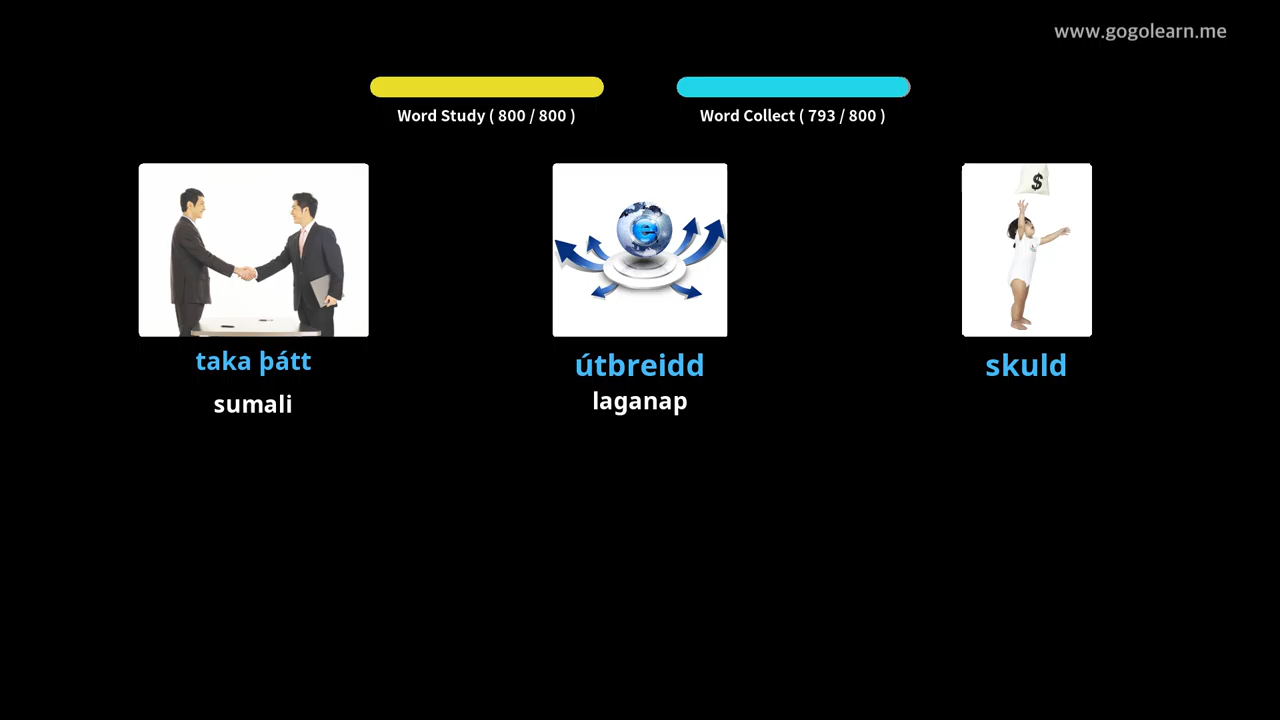 www.gogolearn.me
Word Study ( 800 / 800 )
Word Collect ( 793 / 800 )
$
e
taka þátt
útbreidd
skuld
sumali
laganap